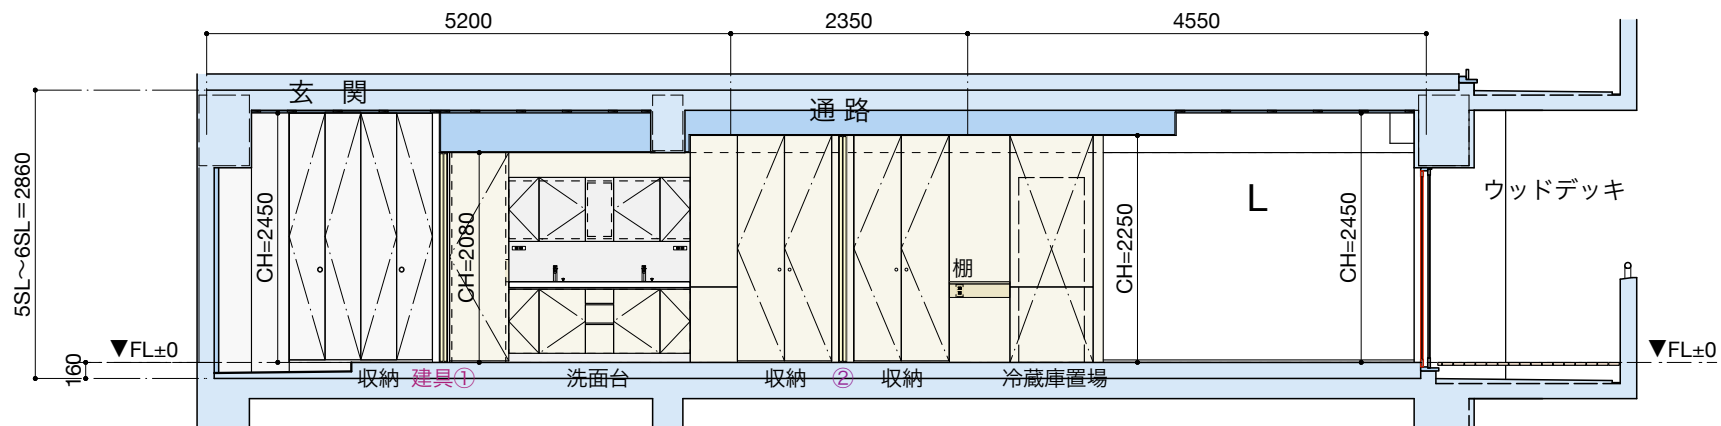 5200 2350 4550
玄 関
通 路
5SL～6SL＝2860
CH=2450
CH=2080
CH=2250
CH=2450
L
ウッドデッキ
棚
▼FL±0
▼FL±0
160
収納 建具① 洗面台 収納 ② 収納 冷蔵庫置場